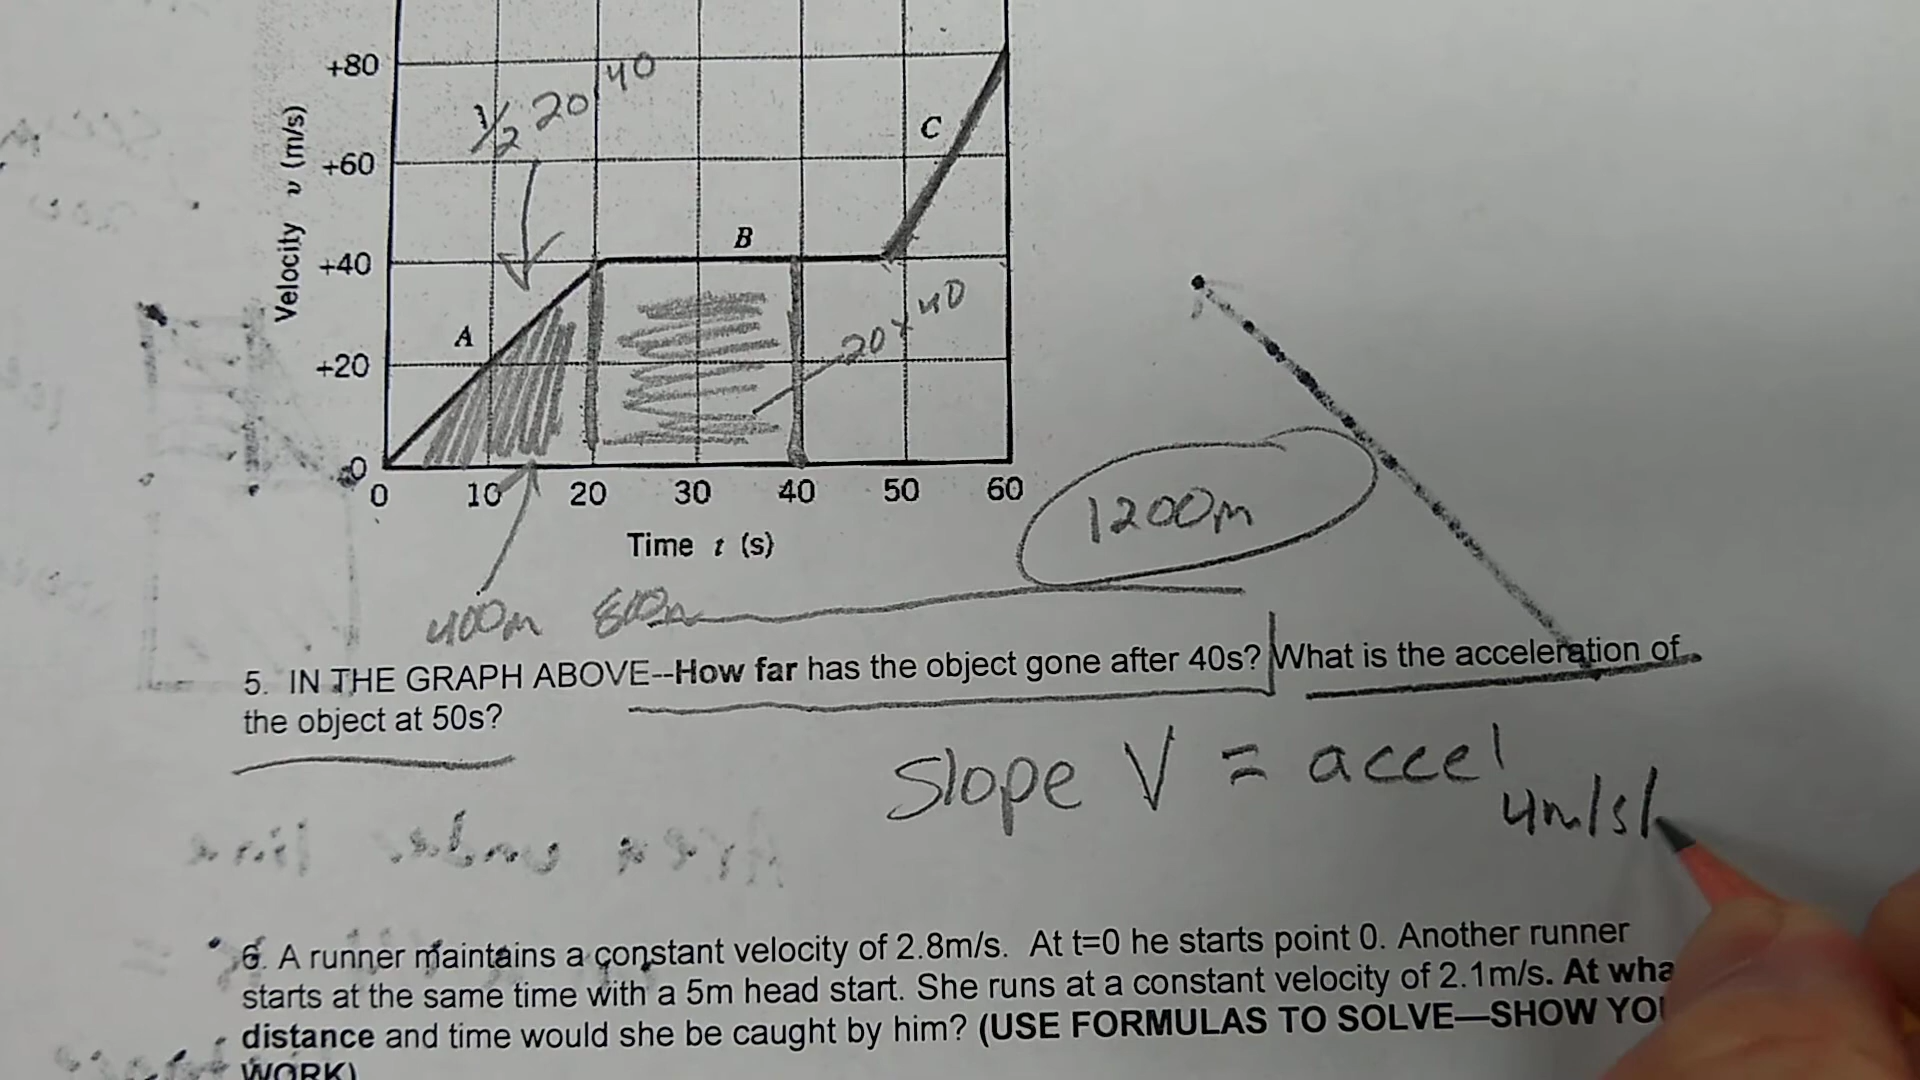 +80
40
1/2 20
C
+60
Velocity v (m/s)
B
+40
40
20 x
A
+20
0
0 10 20 30 40 50 60
1200m
Time t (s)
400m 800m
5. IN THE GRAPH ABOVE--How far has the object gone after 40s? What is the acceleration of
the object at 50s?
Slope V = accel
4m/s/
6. A runner maintains a constant velocity of 2.8m/s. At t=0 he starts point 0. Another runner
starts at the same time with a 5m head start. She runs at a constant velocity of 2.1m/s. At wha
distance and time would she be caught by him? (USE FORMULAS TO SOLVE—SHOW YO
WORK)